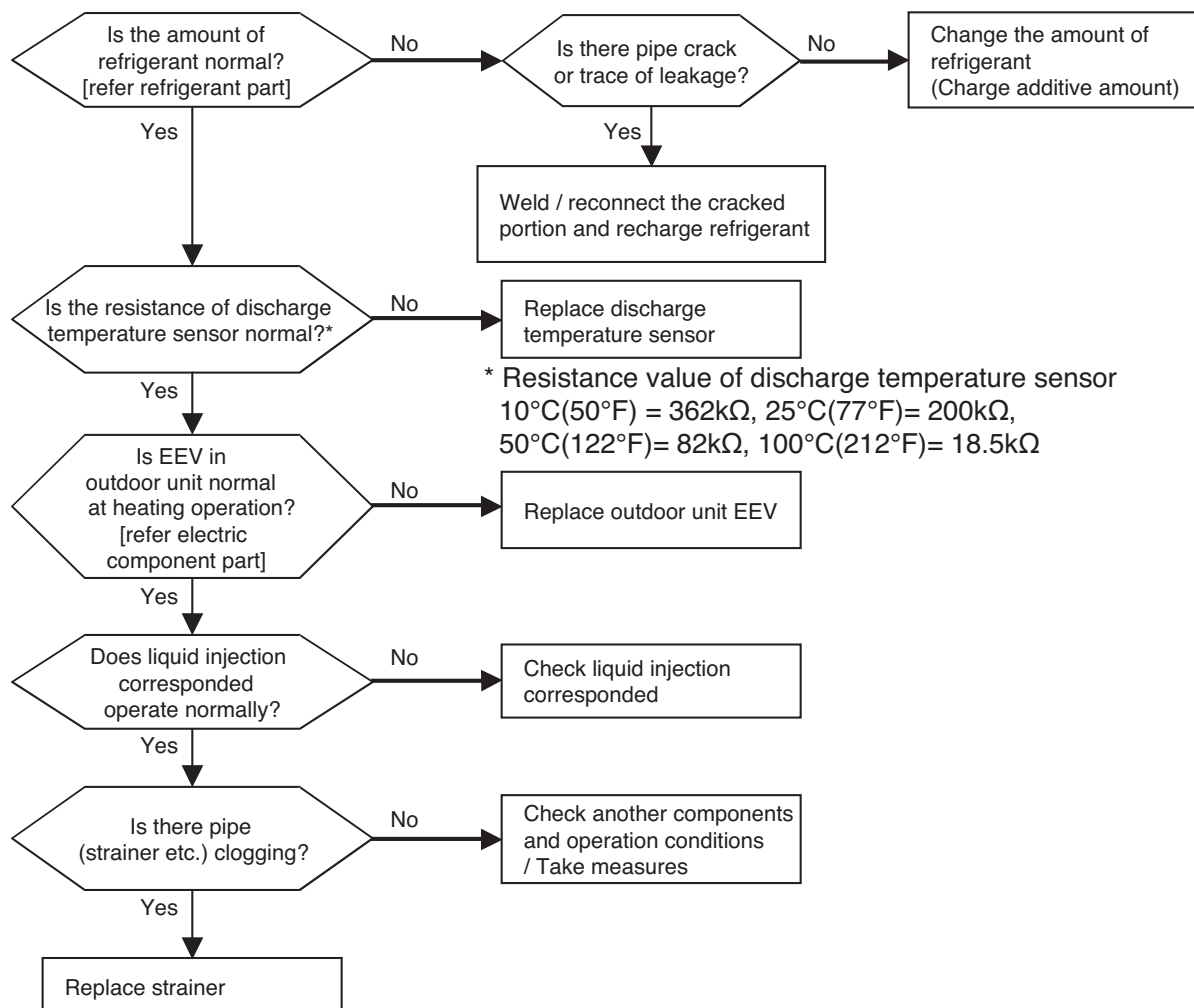 Is the amount of
refrigerant normal?
[refer refrigerant part]
No
Is there pipe crack
or trace of leakage?
No
Change the amount of
refrigerant
(Charge additive amount)
Yes
Yes
Weld / reconnect the cracked
portion and recharge refrigerant
Is the resistance of discharge
temperature sensor normal?*
No
Replace discharge
temperature sensor
Yes
* Resistance value of discharge temperature sensor
10°C(50°F) = 362kΩ, 25°C(77°F)= 200kΩ,
50°C(122°F)= 82kΩ, 100°C(212°F)= 18.5kΩ
Is EEV in
outdoor unit normal
at heating operation?
[refer electric
component part]
No
Replace outdoor unit EEV
Yes
Does liquid injection
corresponded
operate normally?
No
Check liquid injection
corresponded
Yes
Is there pipe
(strainer etc.) clogging?
No
Check another components
and operation conditions
/ Take measures
Yes
Replace strainer